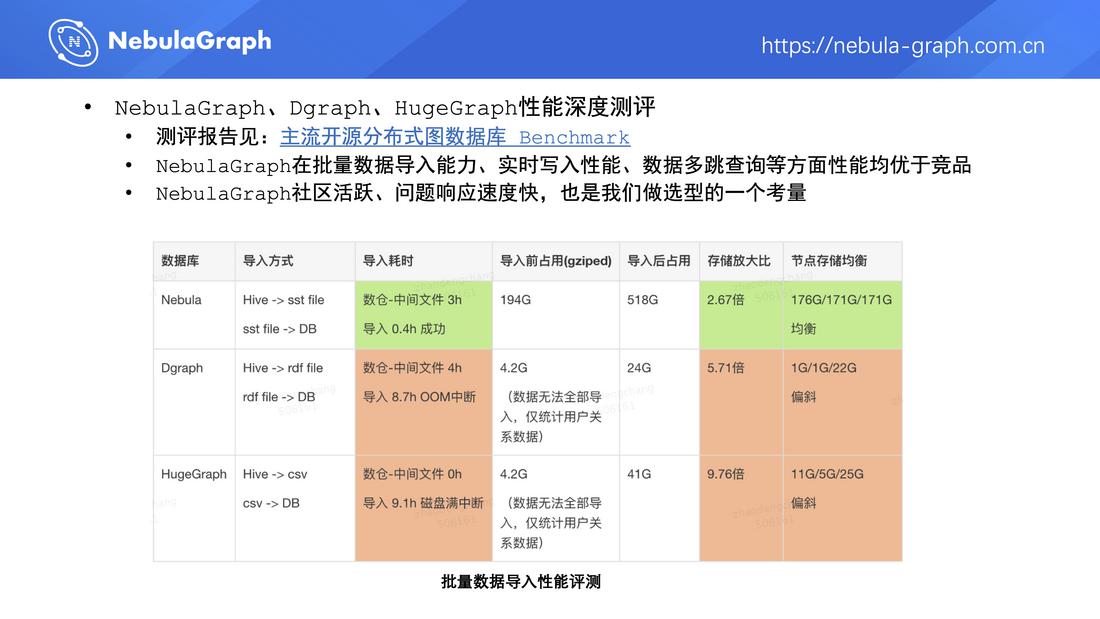 NebulaGraph
https://nebula-graph.com.cn
• NebulaGraph、Dgraph、HugeGraph性能深度测评
• 测评报告见：主流开源分布式图数据库 Benchmark
• NebulaGraph在批量数据导入能力、实时写入性能、数据多跳查询等方面性能均优于竞品
• NebulaGraph社区活跃、问题响应速度快，也是我们做选型的一个考量
数据库 导入方式 导入耗时 导入前占用(gziped) 导入后占用 存储放大比 节点存储均衡
Nebula Hive -> sst file 数仓-中间文件 3h 194G 518G 2.67倍 176G/171G/171G
sst file -> DB 导入 0.4h 成功 均衡
Dgraph Hive -> rdf file 数仓-中间文件 4h 4.2G 24G 5.71倍 1G/1G/22G
rdf file -> DB 导入 8.7h OOM中断 （数据无法全部导 偏斜
入，仅统计用户关
系数据）
HugeGraph Hive -> csv 数仓-中间文件 0h 4.2G 41G 9.76倍 11G/5G/25G
csv -> DB 导入 9.1h 磁盘满中断 （数据无法全部导 偏斜
入，仅统计用户关
系数据）
批量数据导入性能评测